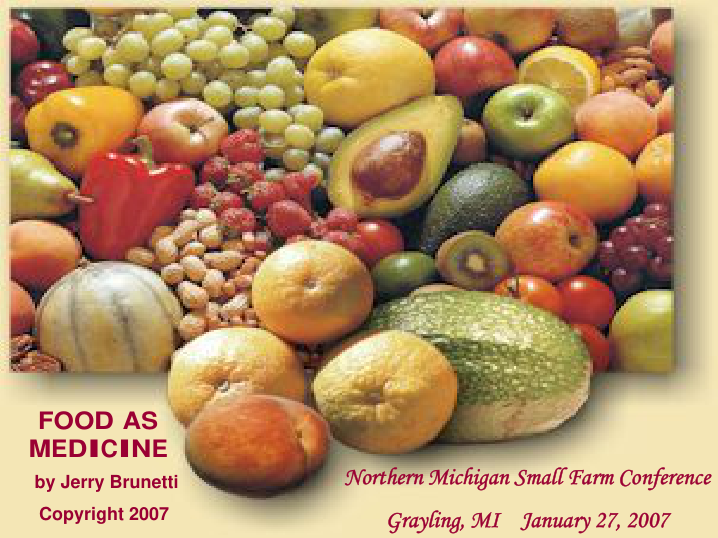 FOOD AS
MEDICINE
by Jerry Brunetti
Copyright 2007
Northern Michigan Small Farm Conference
Grayling, MI January 27, 2007